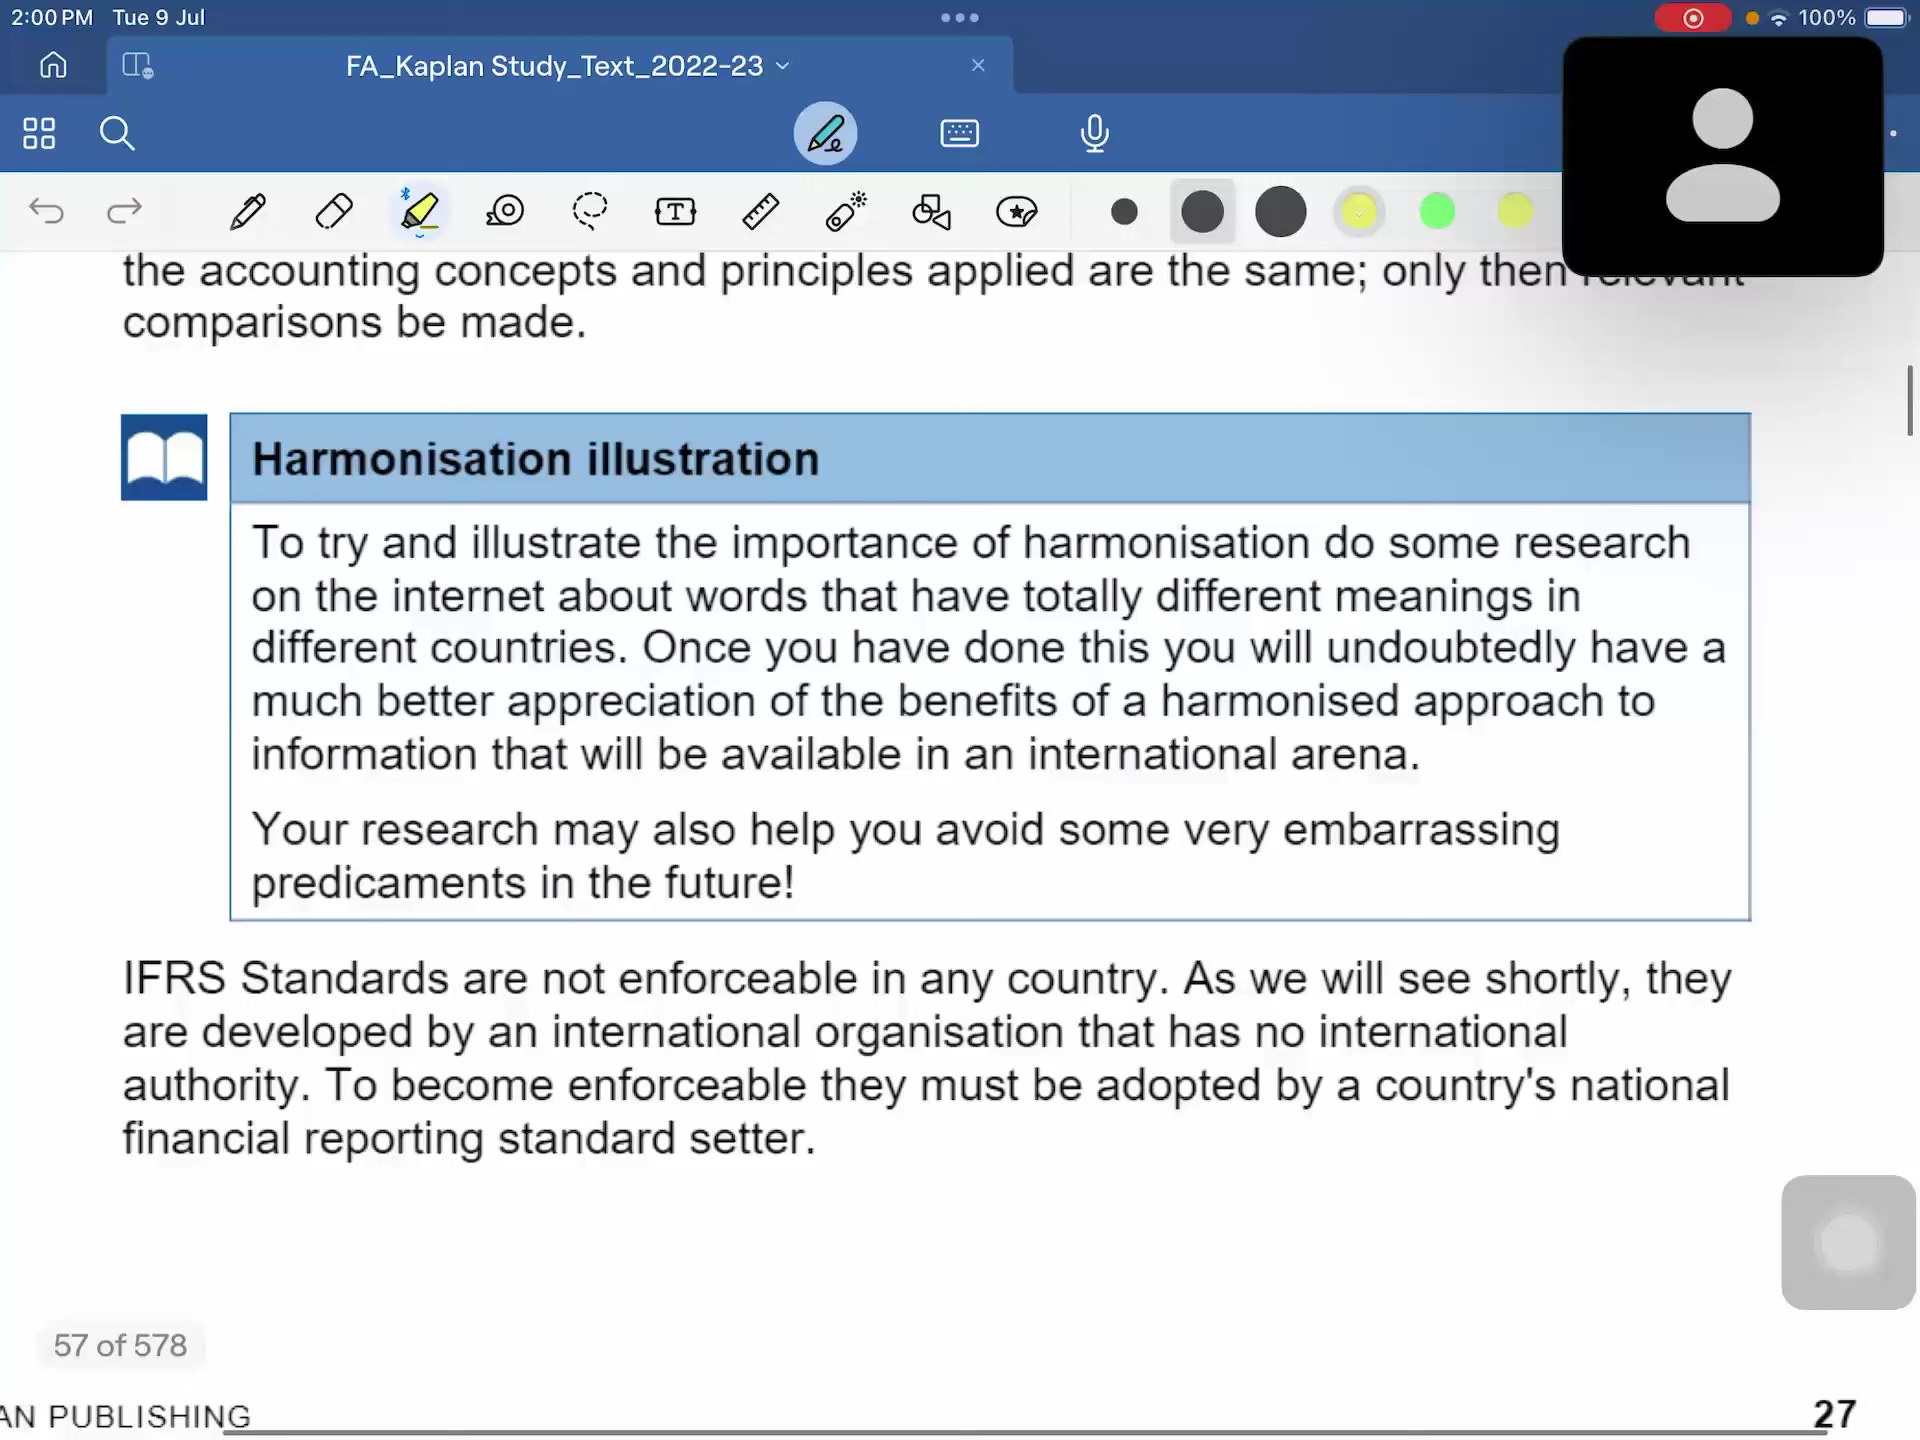 2:00 PM Tue 9 Jul
100%
FA_Kaplan Study_Text_2022-23
the accounting concepts and principles applied are the same; only then relevant
comparisons be made.
Harmonisation illustration
To try and illustrate the importance of harmonisation do some research
on the internet about words that have totally different meanings in
different countries. Once you have done this you will undoubtedly have a
much better appreciation of the benefits of a harmonised approach to
information that will be available in an international arena.
Your research may also help you avoid some very embarrassing
predicaments in the future!
IFRS Standards are not enforceable in any country. As we will see shortly, they
are developed by an international organisation that has no international
authority. To become enforceable they must be adopted by a country's national
financial reporting standard setter.
57 of 578
AN PUBLISHING
27